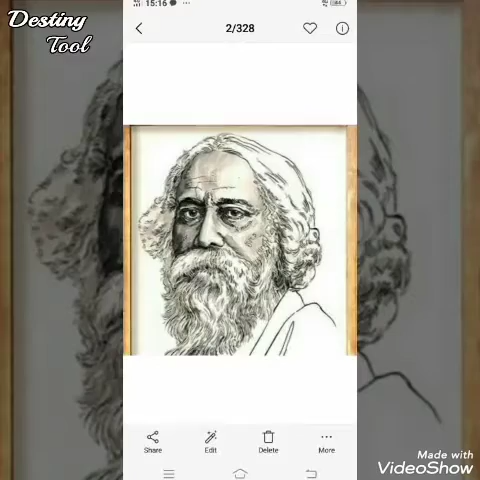 Destiny
Tool
15:16
2/328
Share
Edit
Delete
More
Made with
VideoShow